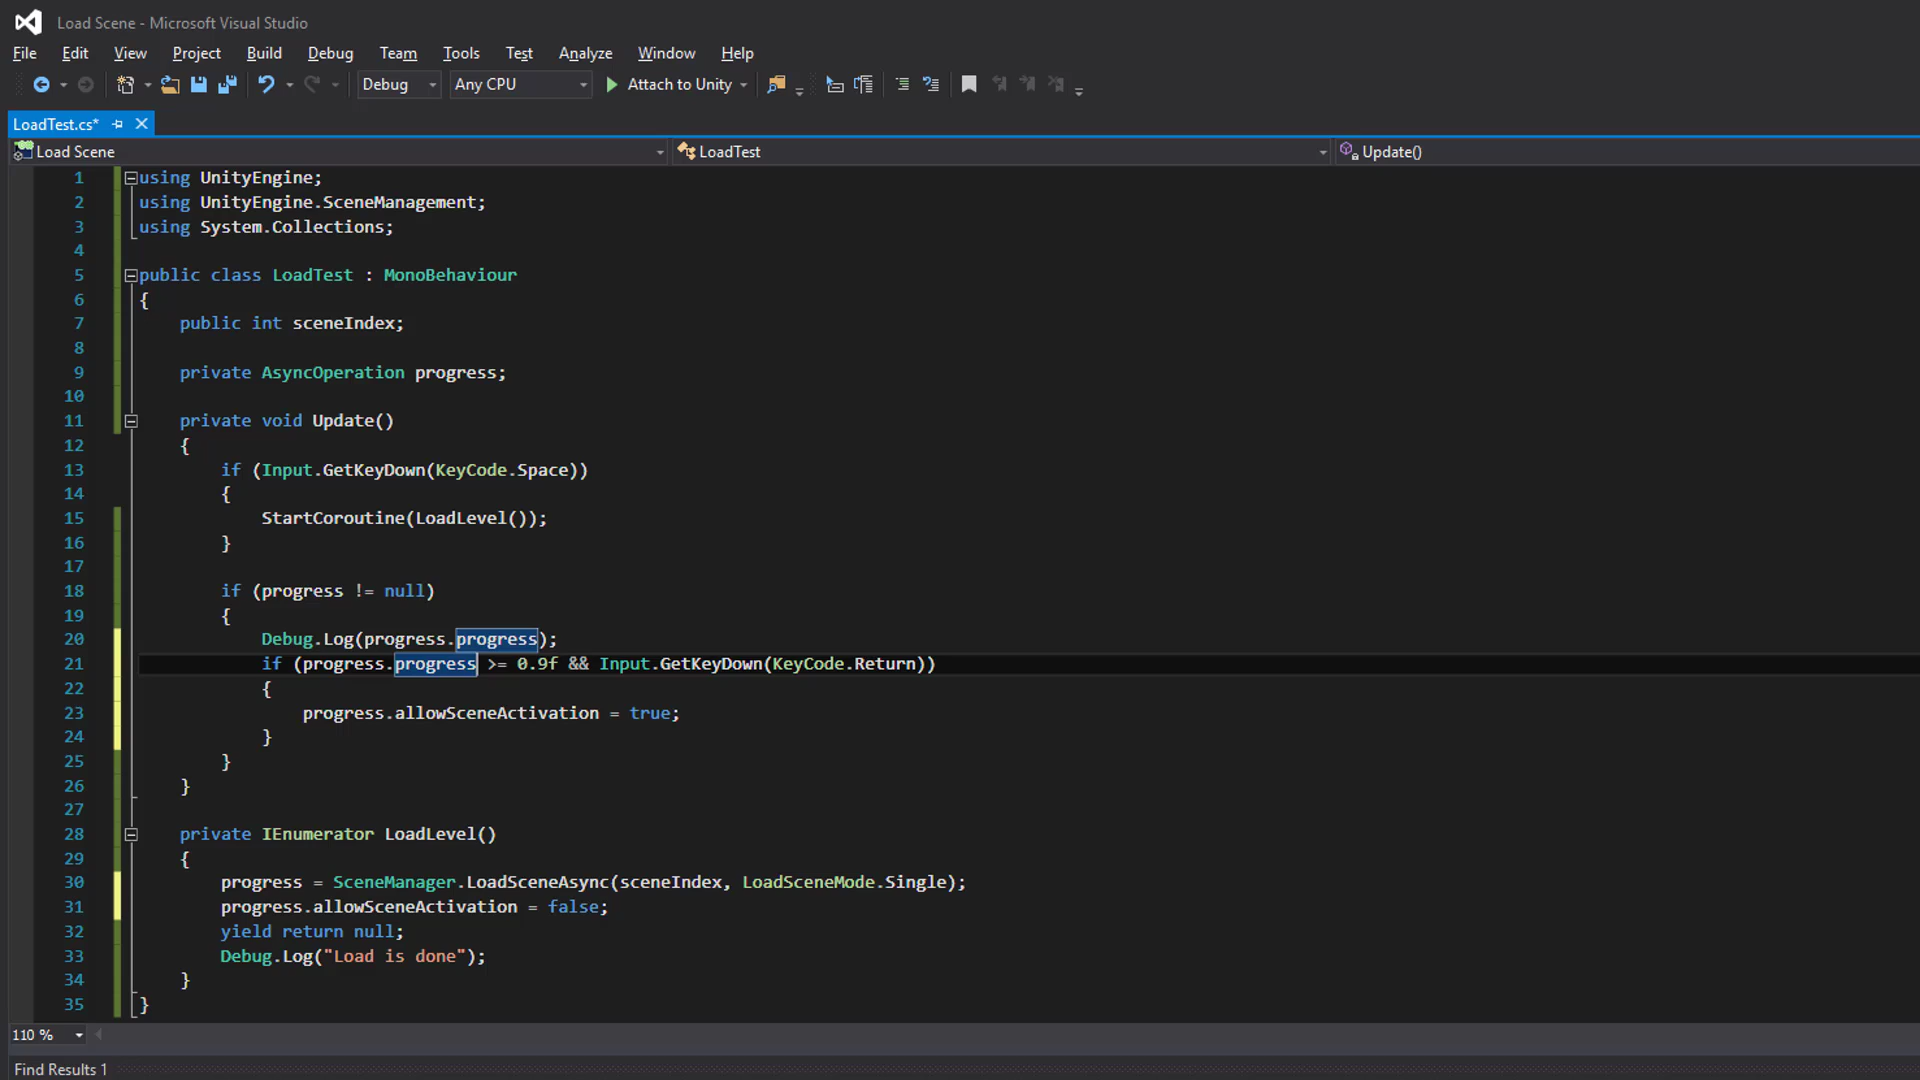 Load Scene - Microsoft Visual Studio
File Edit View Project Build Debug Team Tools Test Analyze Window Help
Debug Any CPU Attach to Unity
LoadTest.cs*
Load Scene LoadTest Update()
1 using UnityEngine;
2 using UnityEngine.SceneManagement;
3 using System.Collections;
4
5 public class LoadTest : MonoBehaviour
6 {
7 public int sceneIndex;
8
9 private AsyncOperation progress;
10
11 private void Update()
12 {
13 if (Input.GetKeyDown(KeyCode.Space))
14 {
15 StartCoroutine(LoadLevel());
16 }
17
18 if (progress != null)
19 {
20 Debug.Log(progress.progress);
21 if (progress.progress >= 0.9f && Input.GetKeyDown(KeyCode.Return))
22 {
23 progress.allowSceneActivation = true;
24 }
25 }
26 }
27
28 private IEnumerator LoadLevel()
29 {
30 progress = SceneManager.LoadSceneAsync(sceneIndex, LoadSceneMode.Single);
31 progress.allowSceneActivation = false;
32 yield return null;
33 Debug.Log("Load is done");
34 }
35 }
110 %
Find Results 1